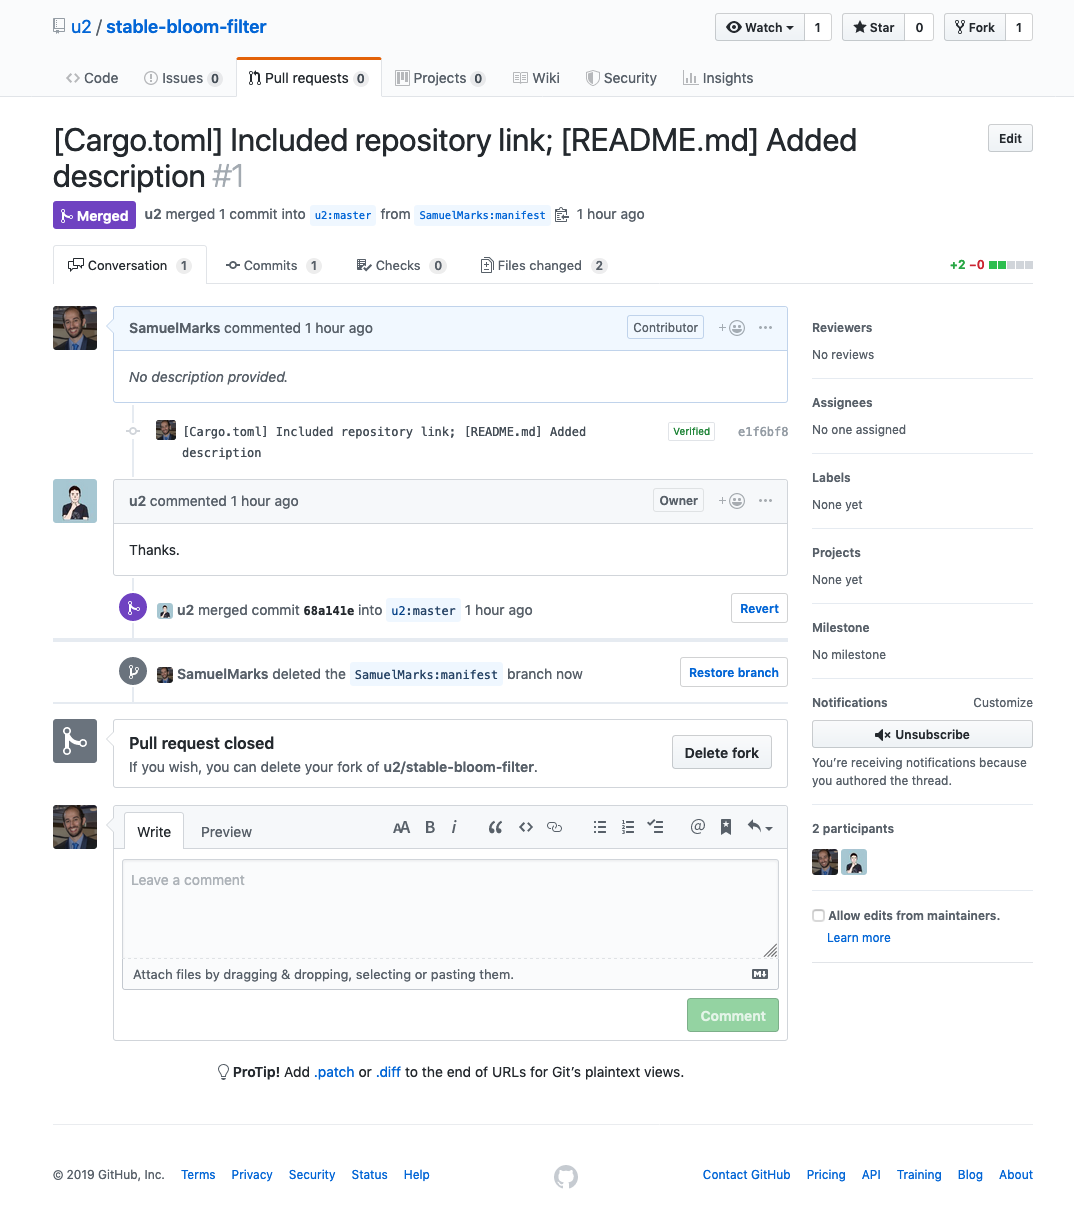 u2 / stable-bloom-filter
Watch 1 Star 0 Fork 1
Code Issues 0 Pull requests 0 Projects 0 Wiki Security Insights
[Cargo.toml] Included repository link; [README.md] Added
description #1
Edit
Merged u2 merged 1 commit into u2:master from SamuelMarks:manifest 1 hour ago
Conversation 1 Commits 1 Checks 0 Files changed 2 +2 −0
SamuelMarks commented 1 hour ago Contributor + ...
No description provided.
[Cargo.toml] Included repository link; [README.md] Added Verified e1f6bf8
description
u2 commented 1 hour ago Owner + ...
Thanks.
u2 merged commit 68a141e into u2:master 1 hour ago Revert
SamuelMarks deleted the SamuelMarks:manifest branch now Restore branch
Pull request closed
If you wish, you can delete your fork of u2/stable-bloom-filter.
Delete fork
Write Preview AA B i “ <> @
Leave a comment
Attach files by dragging & dropping, selecting or pasting them. M
Comment
ProTip! Add .patch or .diff to the end of URLs for Git’s plaintext views.
Reviewers
No reviews
Assignees
No one assigned
Labels
None yet
Projects
None yet
Milestone
No milestone
Notifications Customize
Unsubscribe
You’re receiving notifications because
you authored the thread.
2 participants
Allow edits from maintainers.
Learn more
© 2019 GitHub, Inc. Terms Privacy Security Status Help Contact GitHub Pricing API Training Blog About